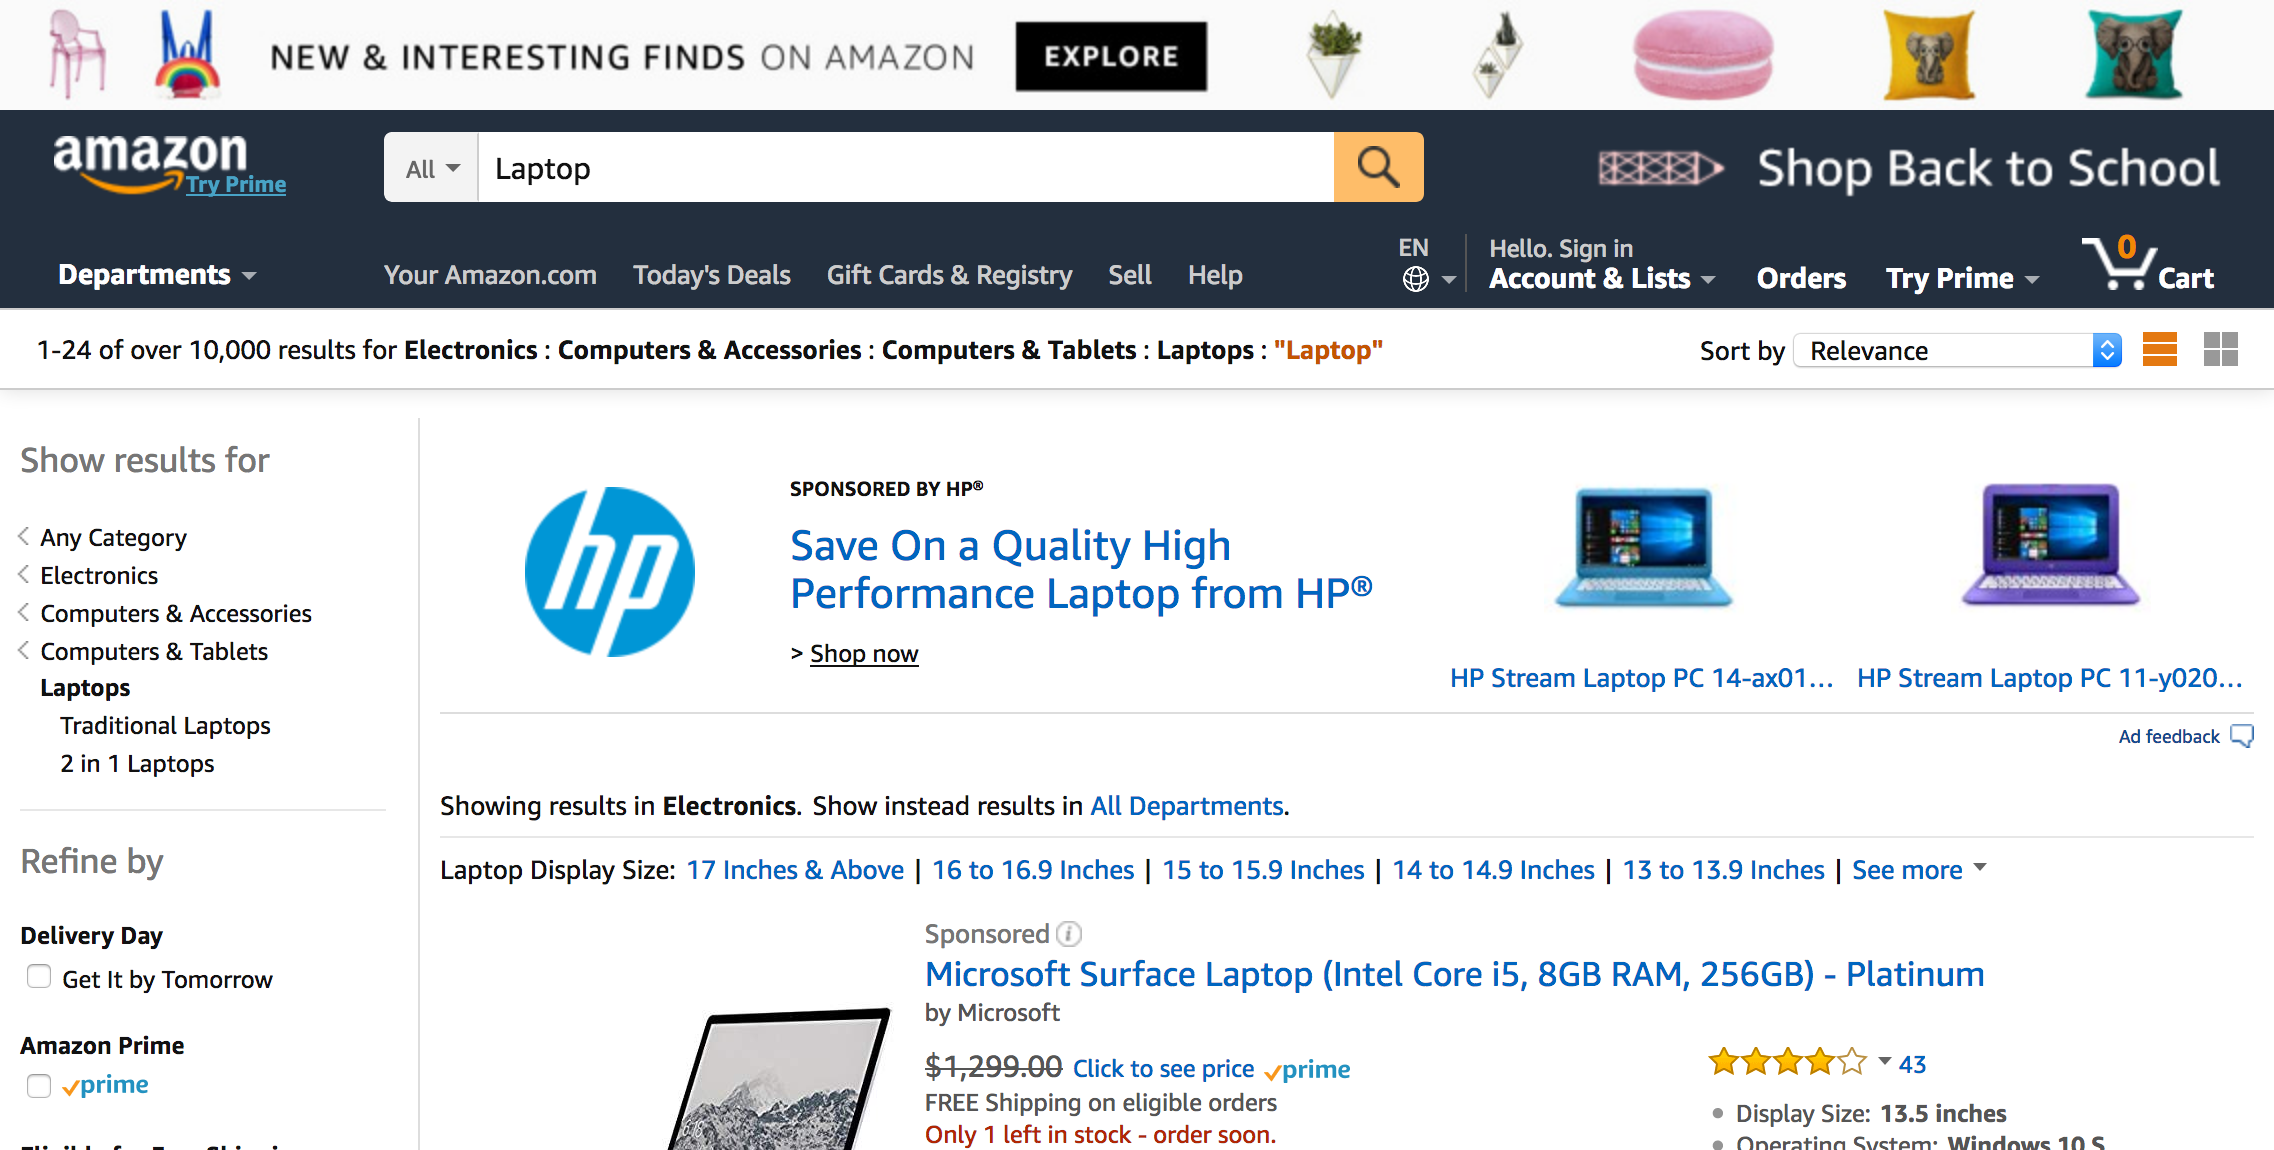 NEW & INTERESTING FINDS ON AMAZON EXPLORE
amazon
Try Prime
All
Laptop
Shop Back to School
Departments
Your Amazon.com Today's Deals Gift Cards & Registry Sell Help
EN
Hello. Sign in
Account & Lists
Orders
Try Prime
0
Cart
1-24 of over 10,000 results for Electronics : Computers & Accessories : Computers & Tablets : Laptops : "Laptop"
Sort by Relevance
Show results for
Any Category
Electronics
Computers & Accessories
Computers & Tablets
Laptops
Traditional Laptops
2 in 1 Laptops
Refine by
Delivery Day
Get It by Tomorrow
Amazon Prime
prime
hp
SPONSORED BY HP®
Save On a Quality High
Performance Laptop from HP®
> Shop now
HP Stream Laptop PC 14-ax01...
HP Stream Laptop PC 11-y020...
Ad feedback
Showing results in Electronics. Show instead results in All Departments.
Laptop Display Size: 17 Inches & Above | 16 to 16.9 Inches | 15 to 15.9 Inches | 14 to 14.9 Inches | 13 to 13.9 Inches | See more
Sponsored
Microsoft Surface Laptop (Intel Core i5, 8GB RAM, 256GB) - Platinum
by Microsoft
$1,299.00 Click to see price prime
FREE Shipping on eligible orders
Only 1 left in stock - order soon.
43
Display Size: 13.5 inches
Operating System: Windows 10 S